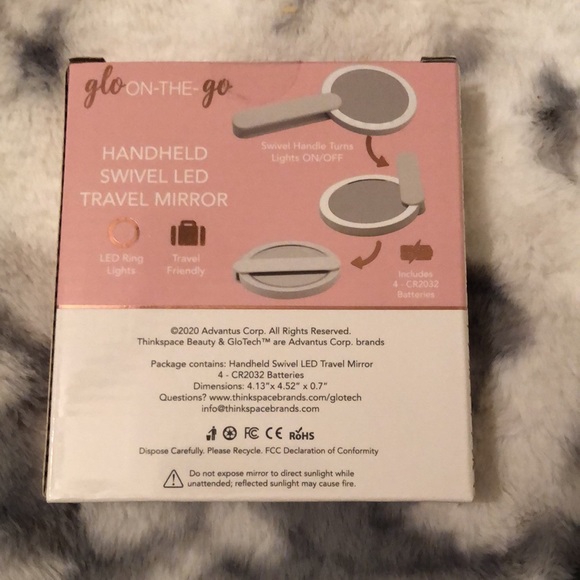 glo ON-THE-go
HANDHELD
SWIVEL LED
TRAVEL MIRROR
Swivel Handle Turns
Lights ON/OFF
LED Ring
Lights
Travel
Friendly
Includes
4 - CR2032
Batteries
©2020 Advantus Corp. All Rights Reserved.
Thinkspace Beauty & GloTech™ are Advantus Corp. brands
Package contains: Handheld Swivel LED Travel Mirror
4 - CR2032 Batteries
Dimensions: 4.13"x 4.52" x 0.7"
Questions? www.thinkspacebrands.com/glotech
info@thinkspacebrands.com
FC CE RoHS
Dispose Carefully. Please Recycle. FCC Declaration of Conformity
Do not expose mirror to direct sunlight while
unattended; reflected sunlight may cause fire.